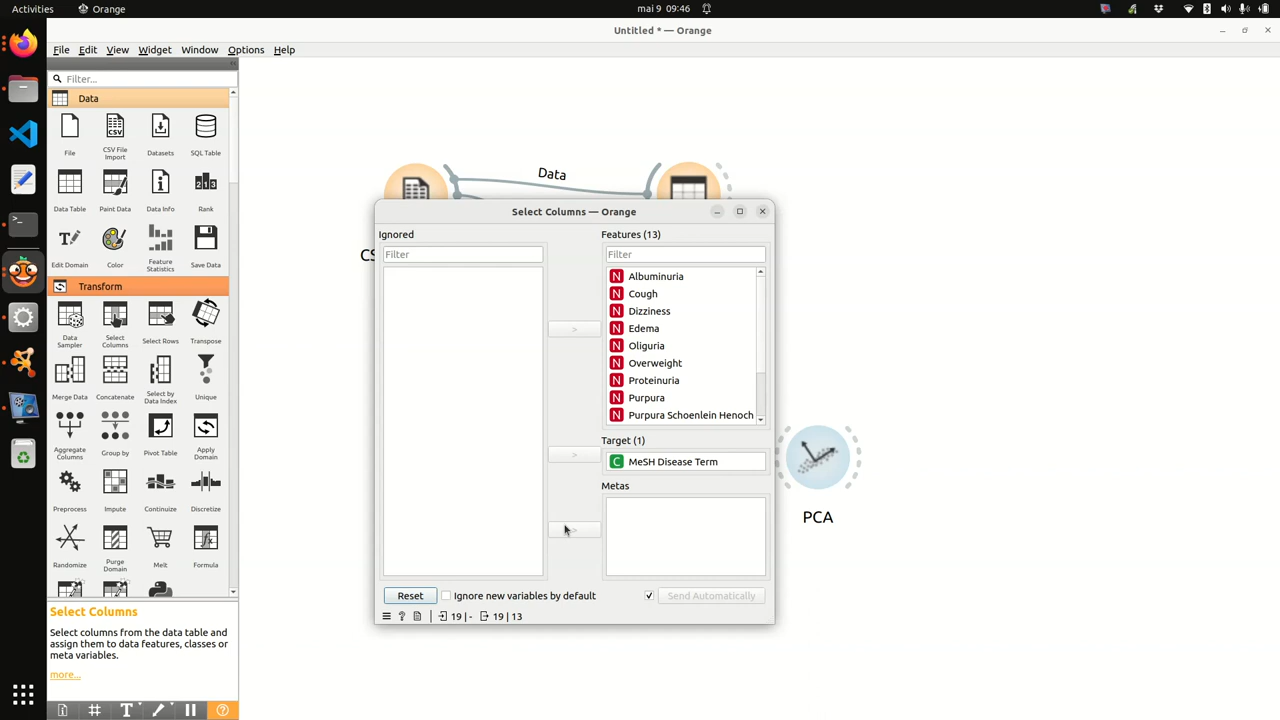 Activities
Orange
mai 9 09:46
Untitled * — Orange
File Edit View Widget Window Options Help
Filter...
Data
File CSV File Import Datasets SQL Table
Data Table Paint Data Data Info Rank
Edit Domain Color Feature Statistics Save Data
Transform
Data Sampler Select Columns Select Rows Transpose
Merge Data Concatenate Select by Data Index Unique
Aggregate Columns Group by Pivot Table Apply Domain
Preprocess Impute Continuize Discretize
Randomize Purge Domain Melt Formula
Select Columns
Select columns from the data table and
assign them to data features, classes or
meta variables.
more...
Data
CS
PCA
Select Columns — Orange
Ignored
Filter
Features (13)
Filter
N Albuminuria
N Cough
N Dizziness
N Edema
N Oliguria
N Overweight
N Proteinuria
N Purpura
N Purpura Schoenlein Henoch
>
>
Target (1)
C MeSH Disease Term
Metas
Reset
Ignore new variables by default
Send Automatically
19 | -
19 | 13